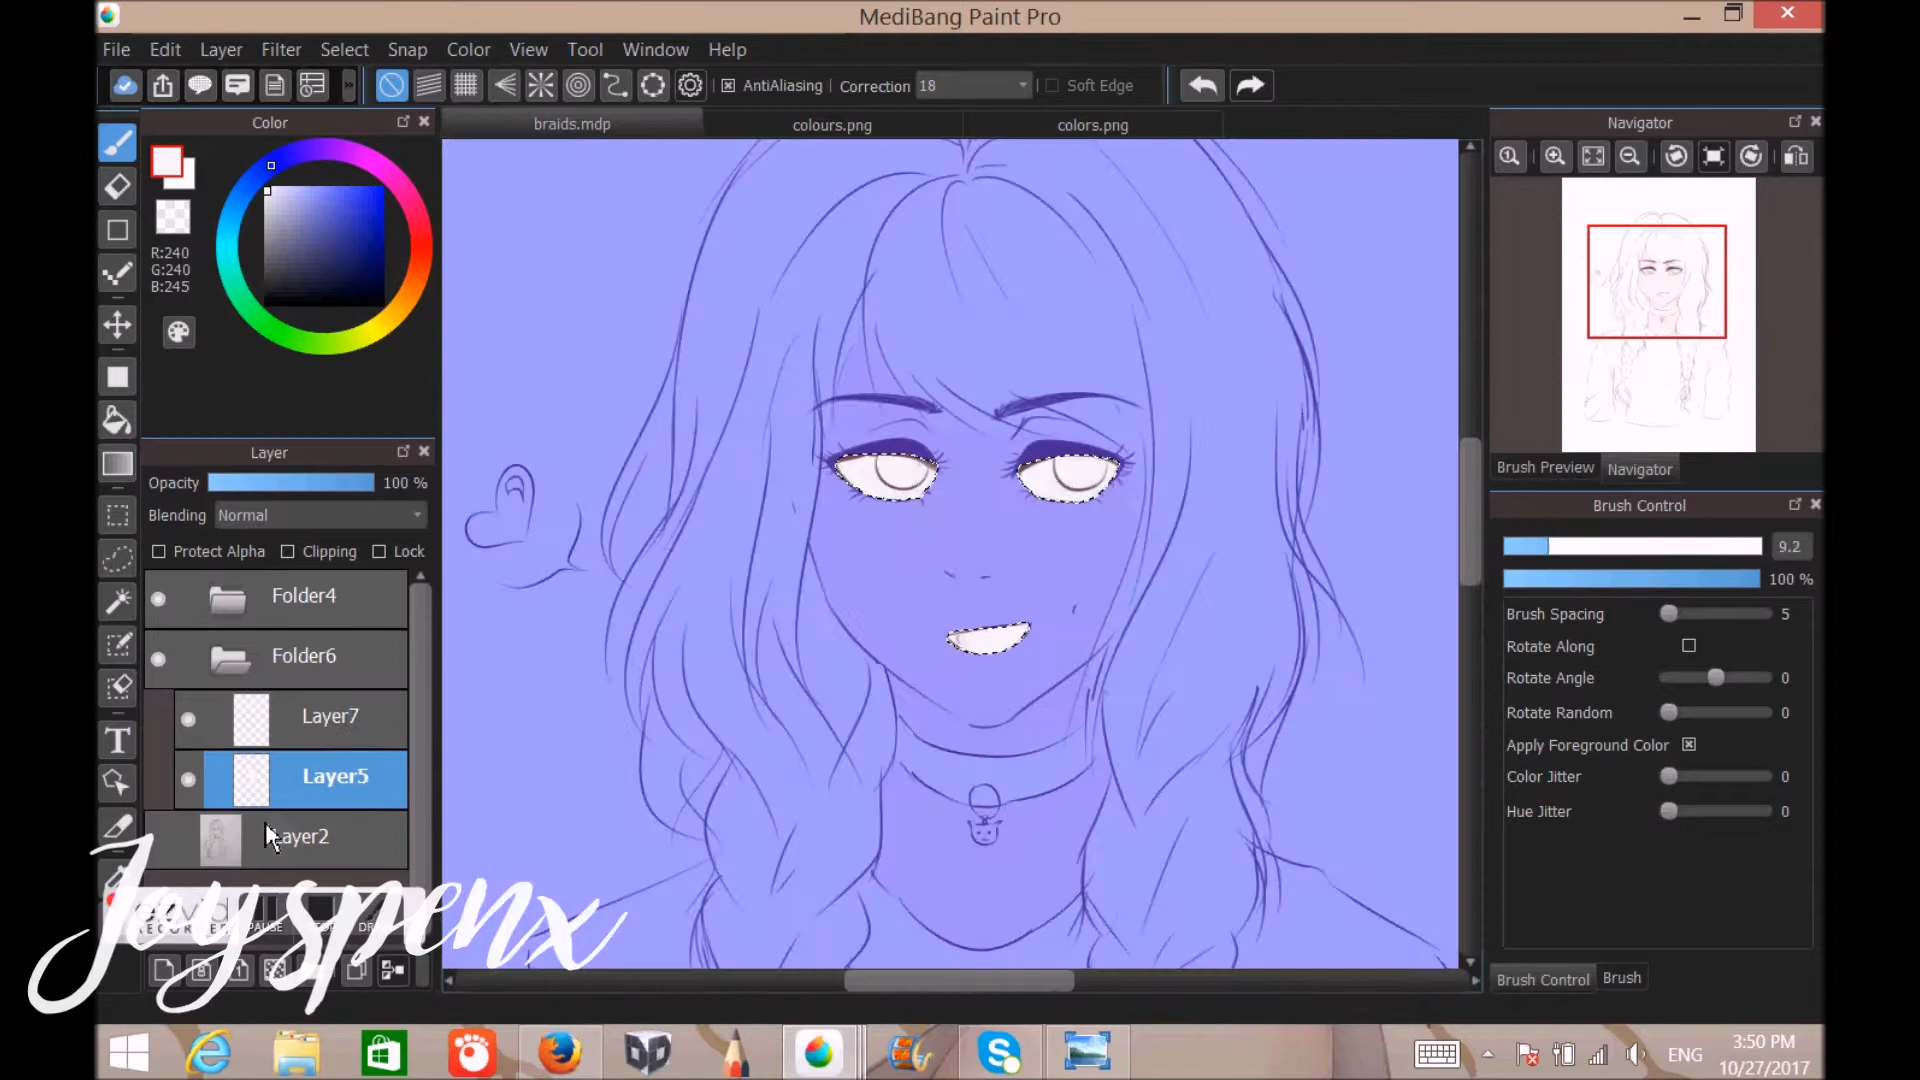 MediBang Paint Pro
File Edit Layer Filter Select Snap Color View Tool Window Help
AntiAliasing Correction 18 Soft Edge
Color
braids.mdp colours.png colors.png
Navigator
R:240
G:240
B:245
Layer
Opacity 100 %
Blending Normal
Protect Alpha Clipping Lock
Folder4
Folder6
Layer7
Layer5
Layer2
Brush Preview Navigator
Brush Control
9.2
100 %
Brush Spacing 5
Rotate Along
Rotate Angle 0
Rotate Random 0
Apply Foreground Color
Color Jitter 0
Hue Jitter 0
Brush Control Brush
Joyspenx
ENG
3:50 PM
10/27/2017